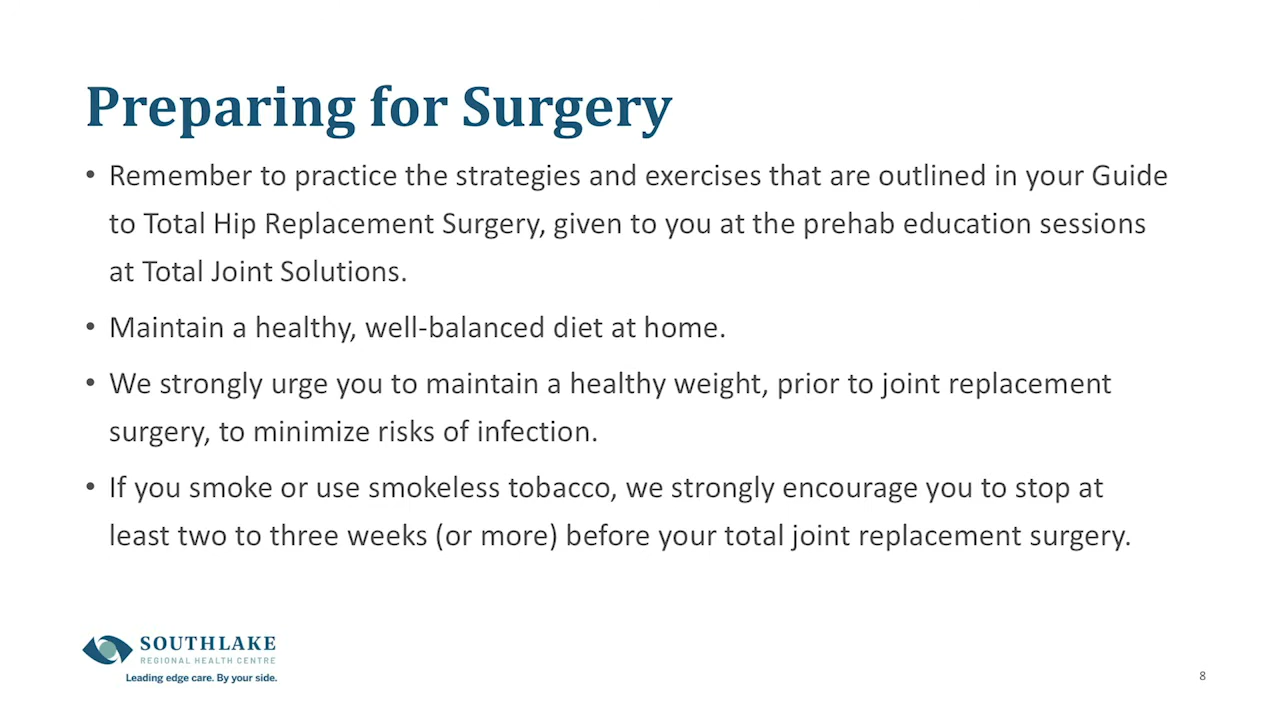 Preparing for Surgery
• Remember to practice the strategies and exercises that are outlined in your Guide
to Total Hip Replacement Surgery, given to you at the prehab education sessions
at Total Joint Solutions.
• Maintain a healthy, well-balanced diet at home.
• We strongly urge you to maintain a healthy weight, prior to joint replacement
surgery, to minimize risks of infection.
• If you smoke or use smokeless tobacco, we strongly encourage you to stop at
least two to three weeks (or more) before your total joint replacement surgery.
SOUTHLAKE
REGIONAL HEALTH CENTRE
Leading edge care. By your side.
8